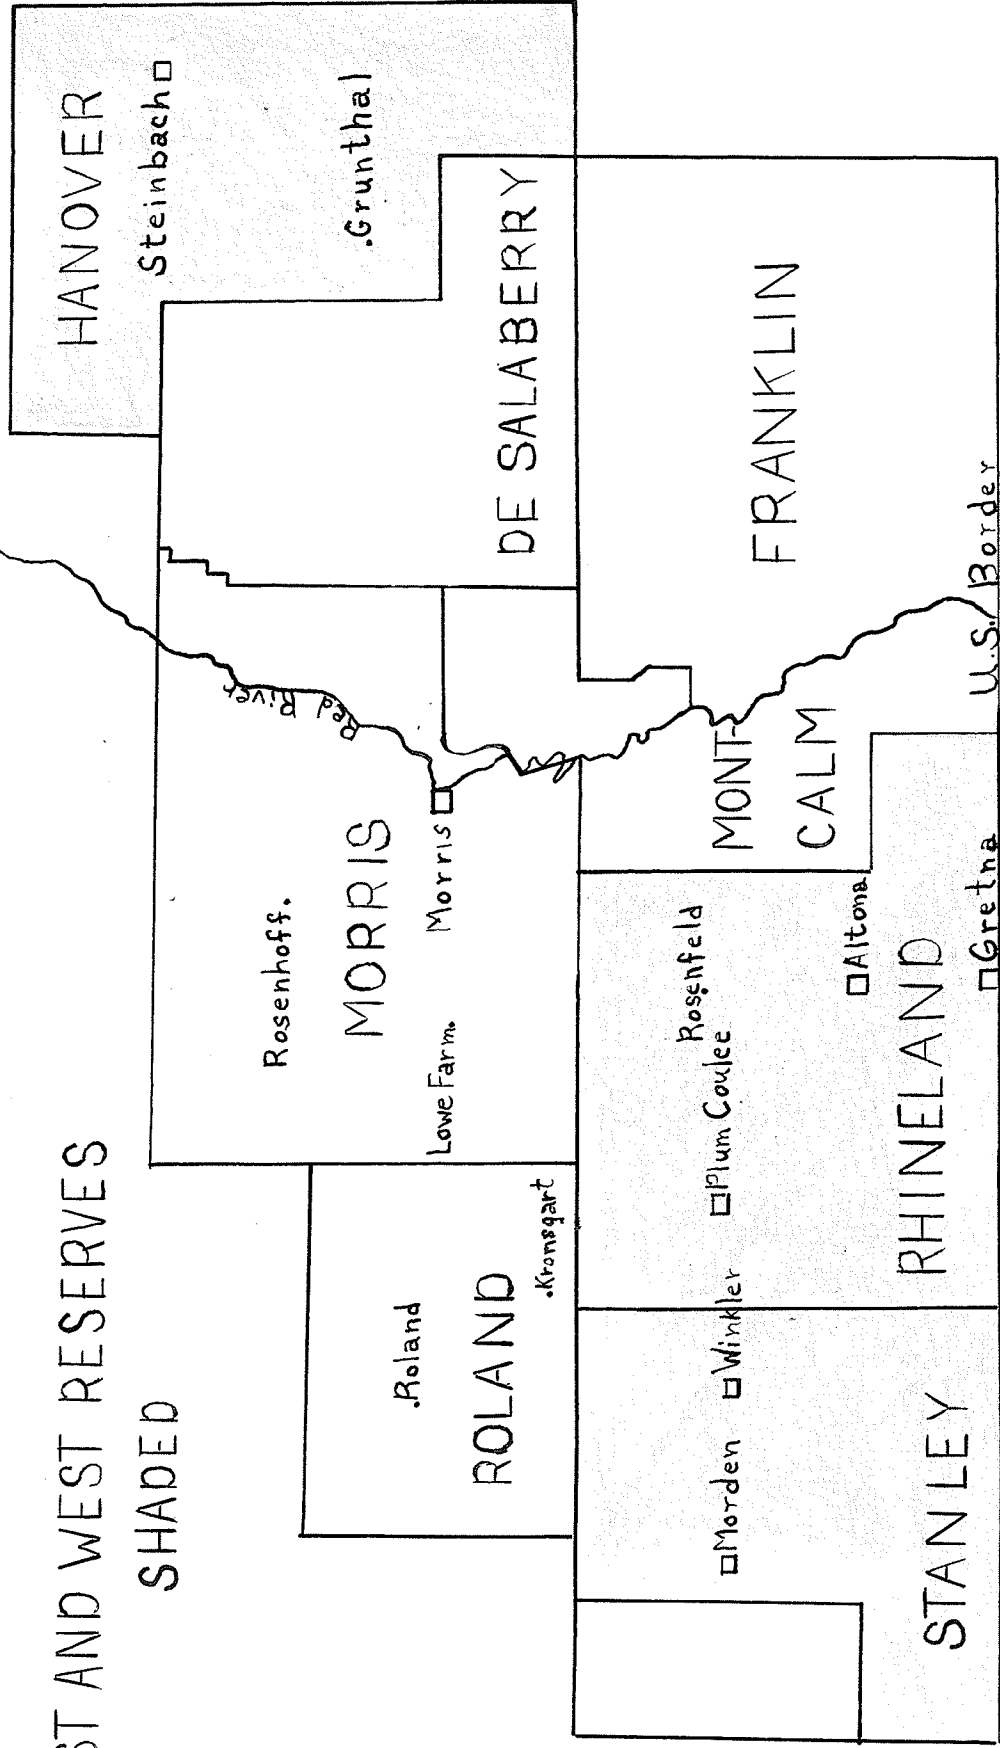 ST AND WEST RESERVES
SHADED
HANOVER
Steinbach
Red River
Rosenhoff.
.Grunthal
MORRIS
.Roland
Lowe Farm.
Morris
ROLAND
DE SALABERRY
.Kronsgart
Rosenfeld
Plum Coulee
Morden
Winkler
MONT-
CALM
FRANKLIN
Altona
RHINELAND
STANLEY
Gretna
U.S. Border